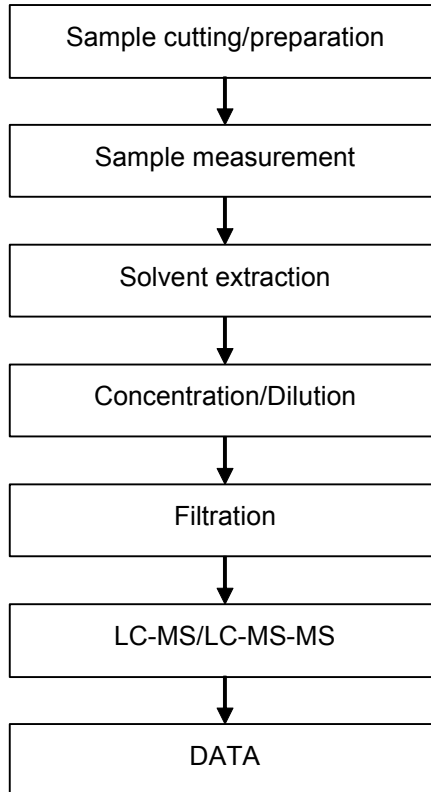 Sample cutting/preparation
Sample measurement
Solvent extraction
Concentration/Dilution
Filtration
LC-MS/LC-MS-MS
DATA